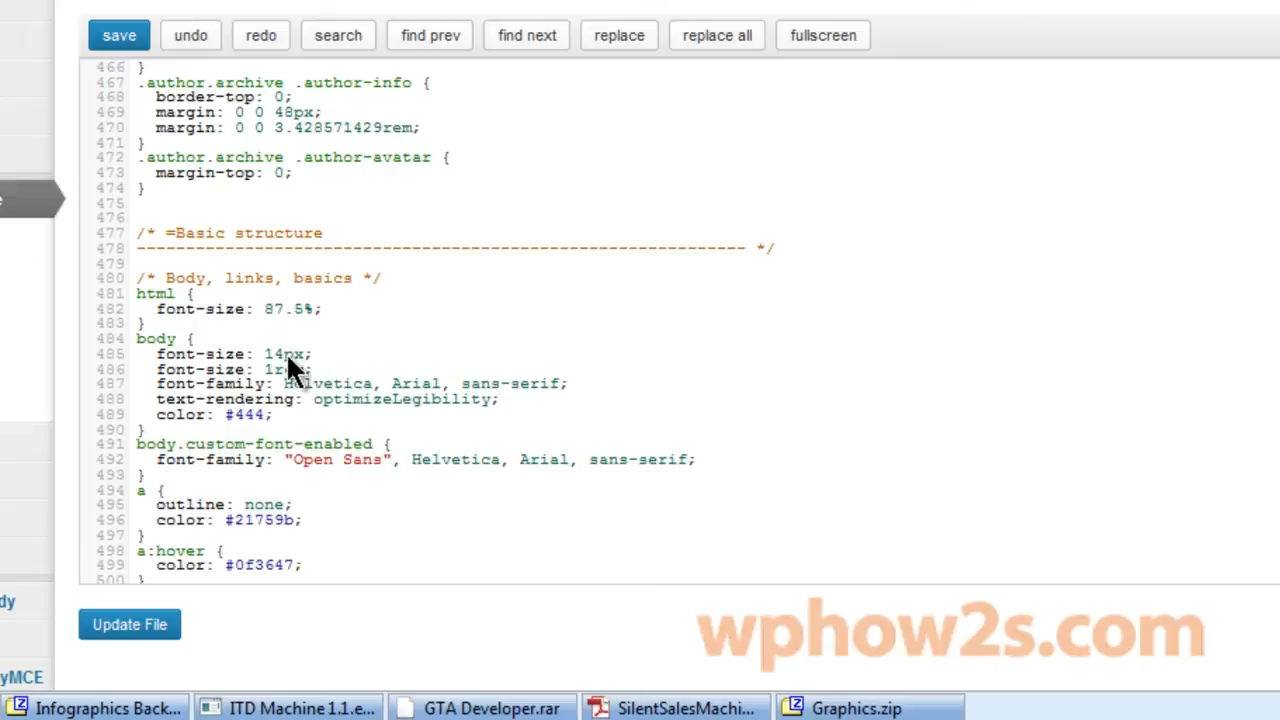 save undo redo search find prev find next replace replace all fullscreen
466 }
467 .author.archive .author-info {
468 border-top: 0;
469 margin: 0 0 48px;
470 margin: 0 0 3.428571429rem;
471 }
472 .author.archive .author-avatar {
473 margin-top: 0;
474 }
475
476
477 /* =Basic structure
478 -------------------------------------------------------------- */
479
480 /* Body, links, basics */
481 html {
482 font-size: 87.5%;
483 }
484 body {
485 font-size: 14px;
486 font-size: 1rem;
487 font-family: Helvetica, Arial, sans-serif;
488 text-rendering: optimizeLegibility;
489 color: #444;
490 }
491 body.custom-font-enabled {
492 font-family: "Open Sans", Helvetica, Arial, sans-serif;
493 }
494 a {
495 outline: none;
496 color: #21759b;
497 }
498 a:hover {
499 color: #0f3647;
500 }
dy
Update File
wphow2s.com
yMCE
Infographics Back... ITD Machine 1.1.e... GTA Developer.rar SilentSalesMachi... Graphics.zip